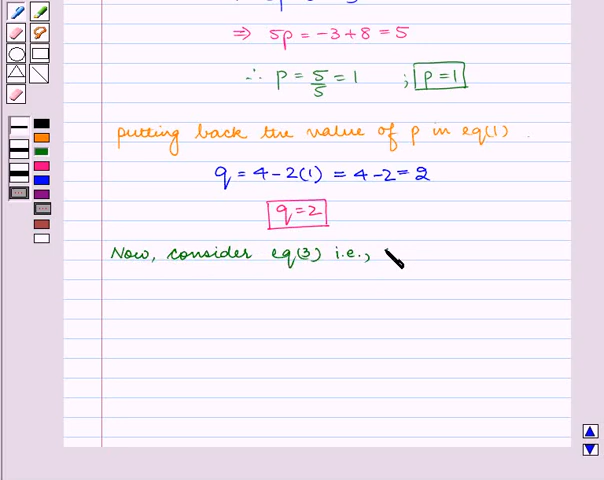 ⇒ 5p = -3+8 = 5
∴ p = 5/5 = 1 ; p=1
putting back the value of p in eq(1).
q = 4-2(1) = 4-2 = 2
q=2
Now, consider eq(3) i.e.,